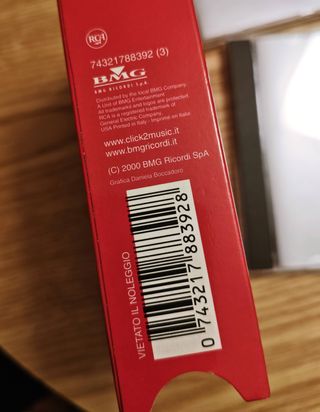 RCA
74321788392 (3)
BMG
BMG RICORDI S.p.A.
Distributed by the local BMG Company.
A Unit of BMG Entertainment
All trademarks and logos are protected
RCA is a registered trademark of
General Electric Company.
USA Printed in Italy - Imprimé en Italie
www.click2music.it
www.bmgricordi.it
(C) 2000 BMG Ricordi SpA
Grafica Daniela Boccadoro
VIETATO IL NOLEGGIO
0 743217 883928